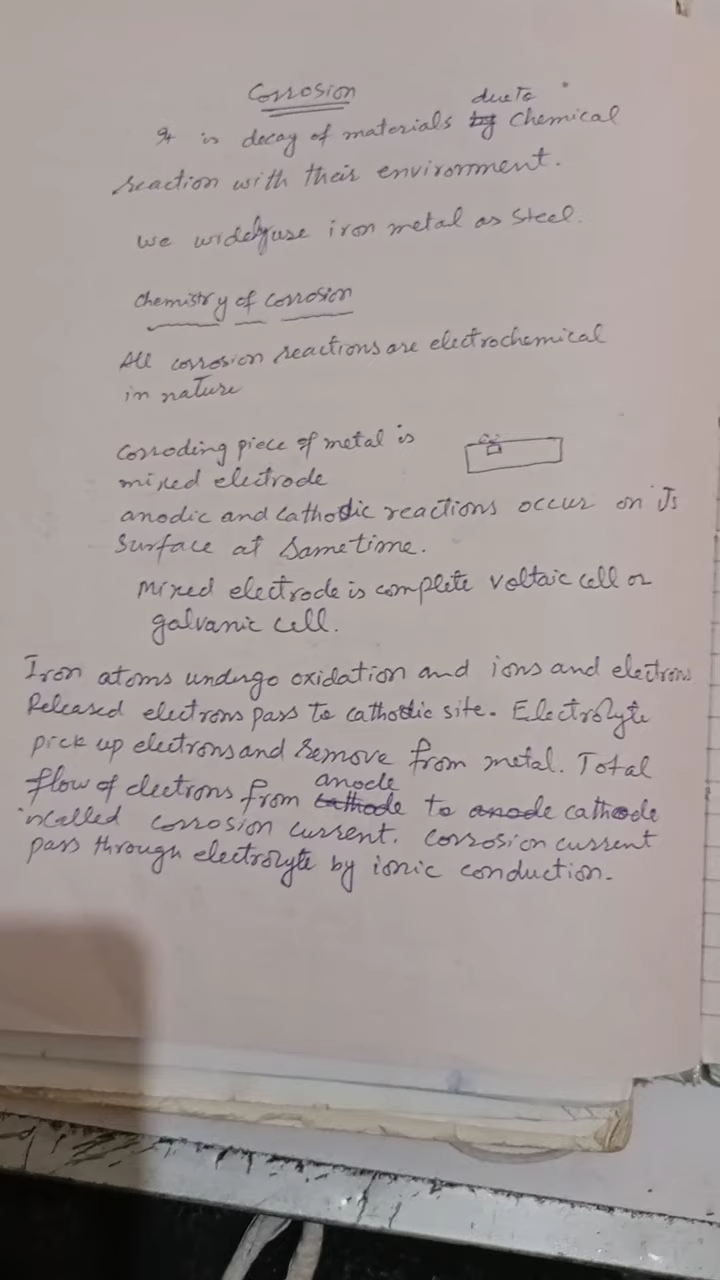 Corrosion
It is decay of materials by due to chemical
reaction with their environment.
We widely use iron metal as steel.
Chemistry of corrosion
All corrosion reactions are electrochemical
in nature
Corroding piece of metal is
mixed electrode
anodic and cathodic reactions occur on its
surface at same time.
Mixed electrode is complete voltaic cell or
galvanic cell.
Iron atoms undergo oxidation and ions and electrons
Released electrons pass to cathodic site. Electrolyte
pick up electrons and remove from metal. Total
flow of electrons from cathode anode to anode cathode
is called corrosion current. Corrosion current
pass through electrolyte by ionic conduction.